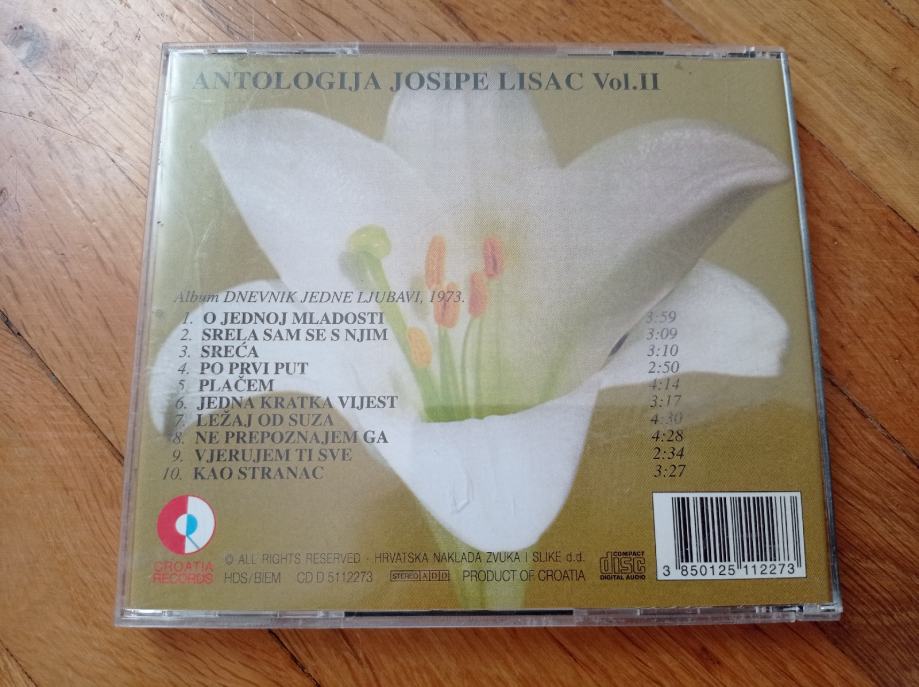 ANTOLOGIJA JOSIPE LISAC Vol.II
Album DNEVNIK JEDNE LJUBAVI, 1973.
1. O JEDNOJ MLADOSTI 3:59
2. SRELA SAM SE S NJIM 3:09
3. SREĆA 3:10
4. PO PRVI PUT 2:50
5. PLAČEM 4:14
6. JEDNA KRATKA VIJEST 3:17
7. LEŽAJ OD SUZA 4:30
8. NE PREPOZNAJEM GA 4:28
9. VJERUJEM TI SVE 2:34
10. KAO STRANAC 3:27
CROATIA
RECORDS
© ALL RIGHTS RESERVED · HRVATSKA NAKLADA ZVUKA I SLIKE d.d.
HDS/BIEM CD D 5112273 STEREO ADD PRODUCT OF CROATIA
COMPACT
disc
DIGITAL AUDIO
3 850125 112273